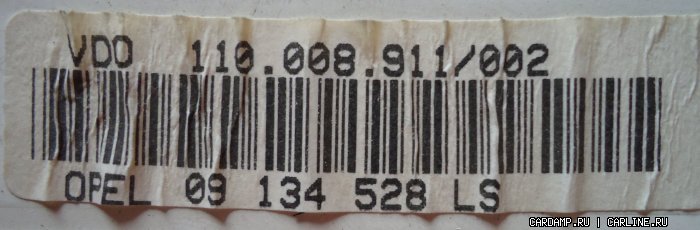 VDO 110.008.911/002
OPEL 09 134 528 LS
CARDAMP.RU | CARLINE.RU